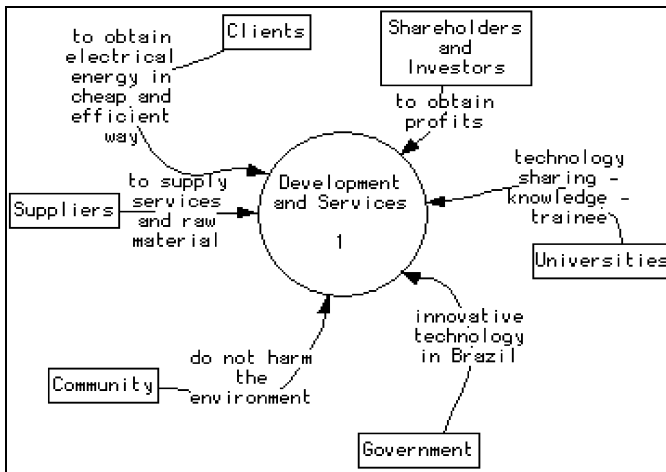 Clients
to obtain
electrical
energy in
cheap and
efficient
way
Shareholders
and
Investors
to obtain
profits
technology
sharing -
knowledge -
trainee
Universities
Suppliers
to supply
services
and raw
material
Development
and Services
1
innovative
technology
in Brazil
Government
do not harm
the
environment
Community